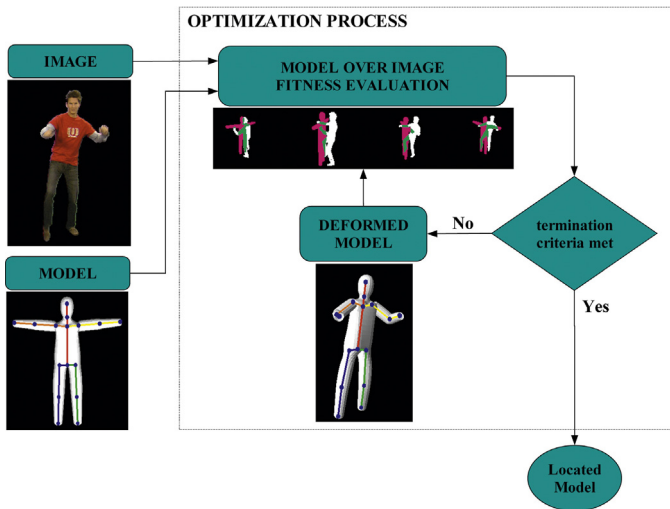 OPTIMIZATION PROCESS
IMAGE
MODEL OVER IMAGE
FITNESS EVALUATION
DEFORMED
MODEL
No
termination
criteria met
MODEL
Yes
Located
Model